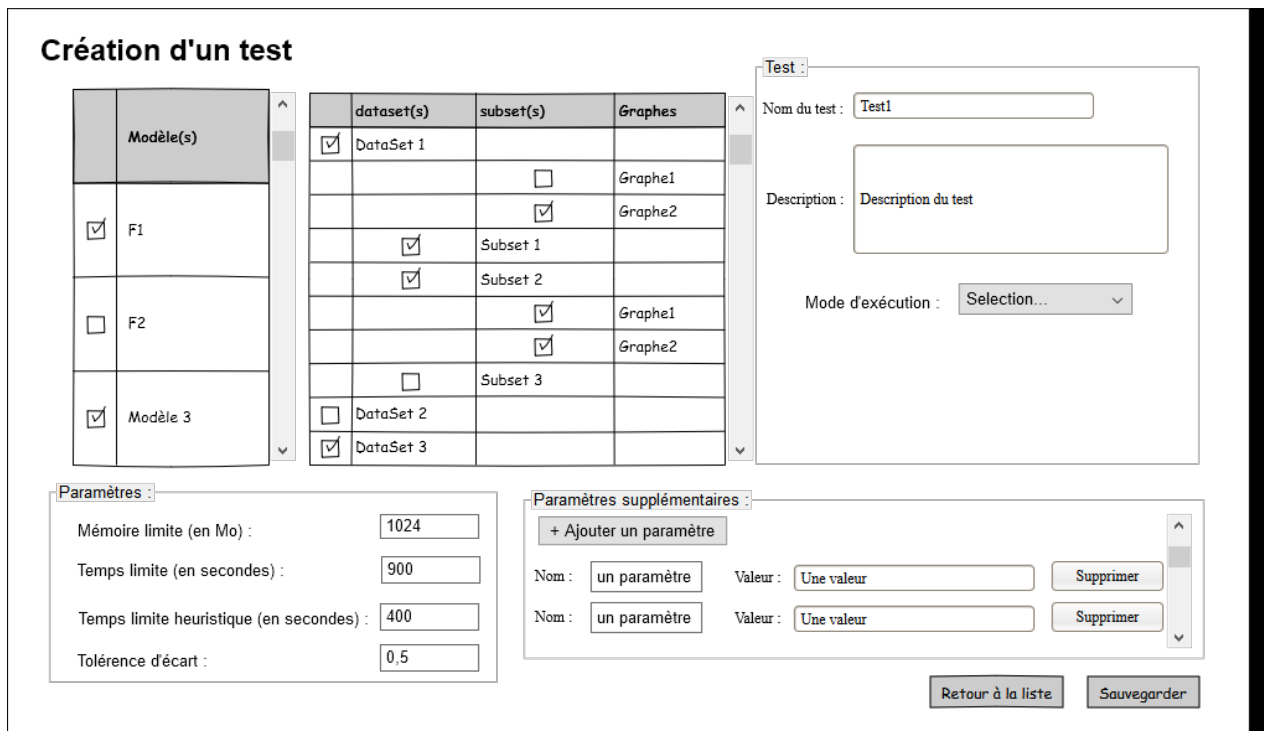 Création d'un test
Modèle(s)
F1
F2
Modèle 3
dataset(s) subset(s) Graphes
DataSet 1
Graphe1
Graphe2
Subset 1
Subset 2
Graphe1
Graphe2
Subset 3
DataSet 2
DataSet 3
Test :
Nom du test : Test1
Description : Description du test
Mode d'exécution : Selection...
Paramètres :
Mémoire limite (en Mo) : 1024
Temps limite (en secondes) : 900
Temps limite heuristique (en secondes) : 400
Tolérence d'écart : 0,5
Paramètres supplémentaires :
+ Ajouter un paramètre
Nom : un paramètre Valeur : Une valeur Supprimer
Nom : un paramètre Valeur : Une valeur Supprimer
Retour à la liste Sauvegarder